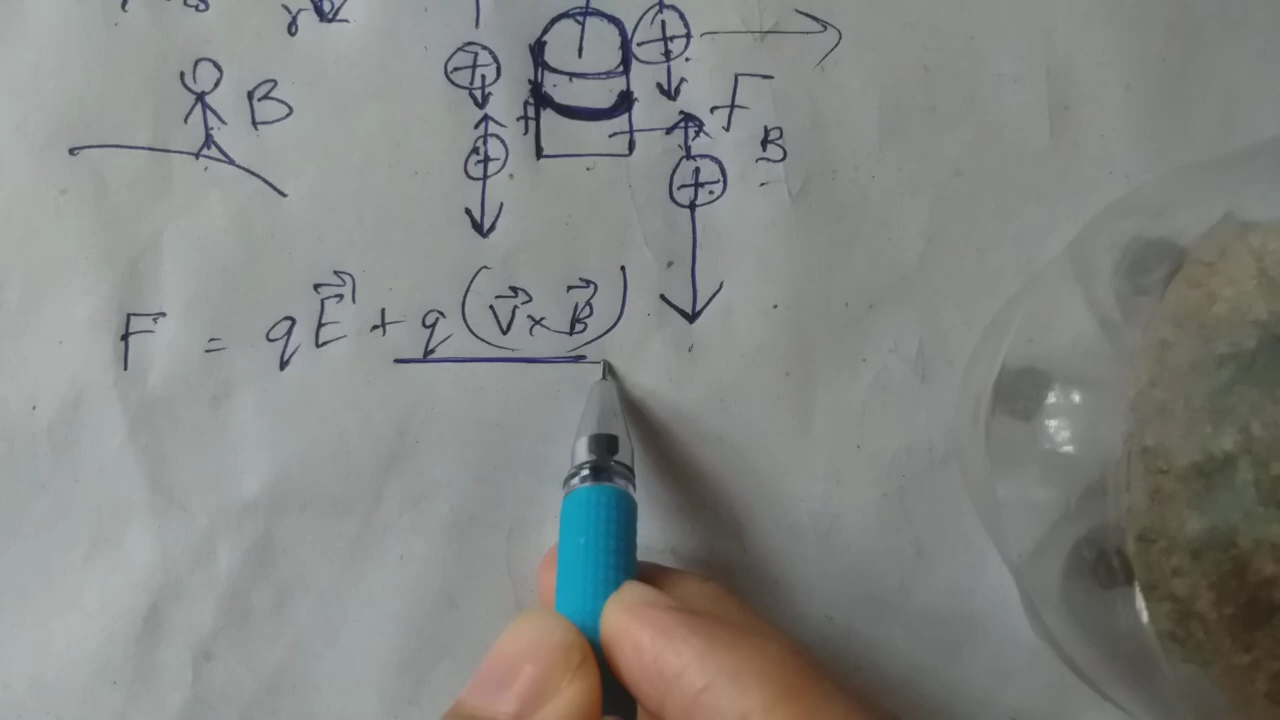 B
+ +
F
B
+ +
F = qE⃗ + q(V⃗ × B⃗)